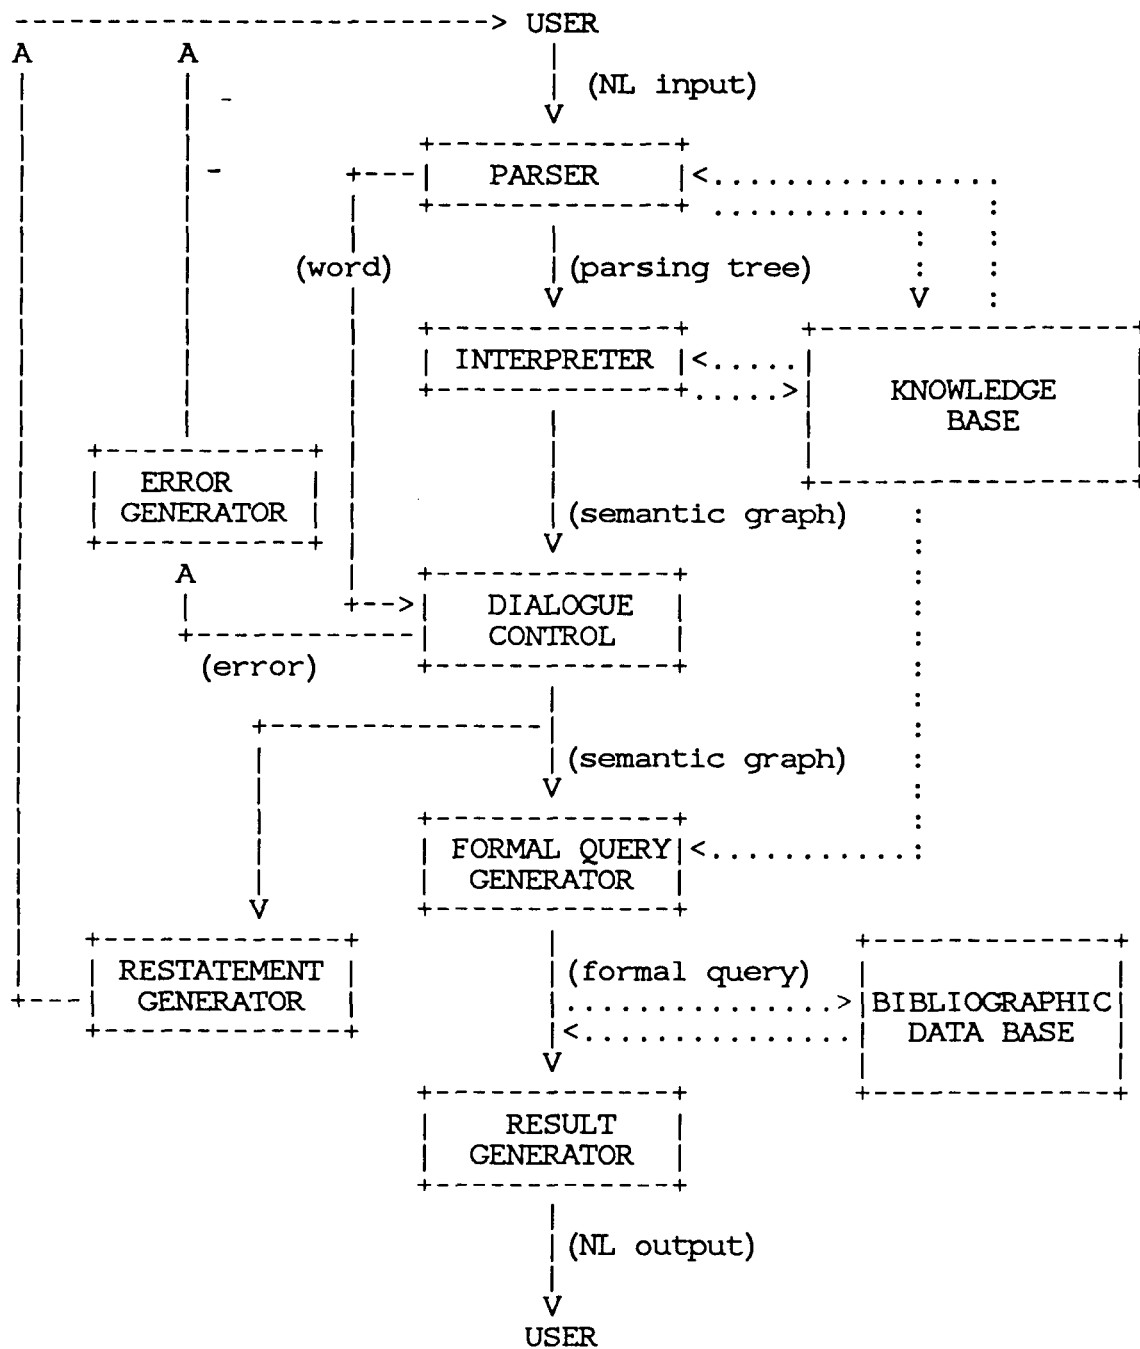 USER
(NL input)
PARSER
(word)
(parsing tree)
INTERPRETER
KNOWLEDGE
BASE
ERROR
GENERATOR
(semantic graph)
DIALOGUE
CONTROL
(error)
(semantic graph)
FORMAL QUERY
GENERATOR
RESTATEMENT
GENERATOR
(formal query)
BIBLIOGRAPHIC
DATA BASE
RESULT
GENERATOR
(NL output)
USER